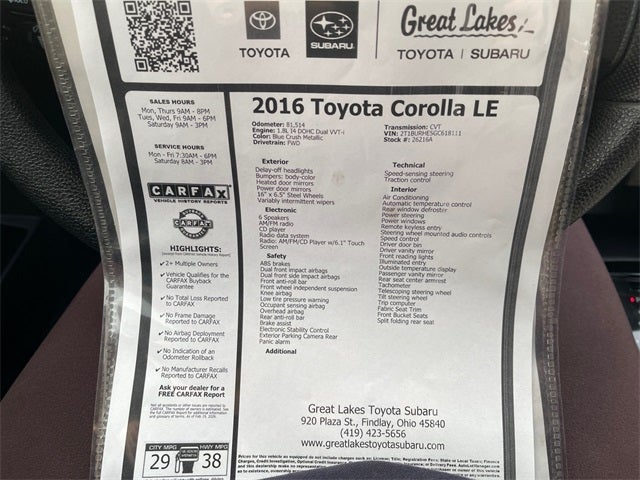 TOYOTA
SUBARU
Great Lakes
TOYOTA | SUBARU
SALES HOURS
Mon, Thurs 9AM - 8PM
Tues, Wed, Fri 9AM - 6PM
Saturday 9AM - 3PM
SERVICE HOURS
Mon - Fri 7:30AM - 6PM
Saturday 8AM - 3PM
CARFAX
VEHICLE HISTORY REPORTS
CARFAX
HIGHLIGHTS:
2+ Multiple Owners
Vehicle Qualifies for the
CARFAX Buyback
Guarantee
No Total Loss Reported
to CARFAX
No Frame Damage
Reported to CARFAX
No Airbag Deployment
Reported to CARFAX
No Indication of an
Odometer Rollback
No Manufacturer Recalls
Reported to CARFAX
Ask your dealer for a
FREE CARFAX Report
CITY MPG
29
HWY MPG
38
2016 Toyota Corolla LE
Odometer: 81,514
Engine: 1.8L I4 DOHC Dual VVT-i
Color: Blue Crush Metallic
Drivetrain: FWD
Transmission: CVT
VIN: 2T1BURHE5GC618111
Stock #: 26216A
Exterior
Delay-off headlights
Bumpers: body-color
Heated door mirrors
Power door mirrors
16" x 6.5" Steel Wheels
Variably intermittent wipers
Electronic
6 Speakers
AM/FM radio
CD player
Radio data system
Radio: AM/FM/CD Player w/6.1" Touch
Screen
Safety
ABS brakes
Dual front impact airbags
Dual front side impact airbags
Front anti-roll bar
Front wheel independent suspension
Knee airbag
Low tire pressure warning
Occupant sensing airbag
Overhead airbag
Rear anti-roll bar
Brake assist
Electronic Stability Control
Exterior Parking Camera Rear
Panic alarm
Additional
Technical
Speed-sensing steering
Traction control
Interior
Air Conditioning
Automatic temperature control
Rear window defroster
Power steering
Power windows
Remote keyless entry
Steering wheel mounted audio controls
Speed control
Driver door bin
Driver vanity mirror
Front reading lights
Illuminated entry
Outside temperature display
Passenger vanity mirror
Rear seat center armrest
Tachometer
Telescoping steering wheel
Tilt steering wheel
Trip computer
Fabric Seat Trim
Front Bucket Seats
Split folding rear seat
Great Lakes Toyota Subaru
920 Plaza St., Findlay, Ohio 45840
(419) 423-5656
www.greatlakestoyotasubaru.com